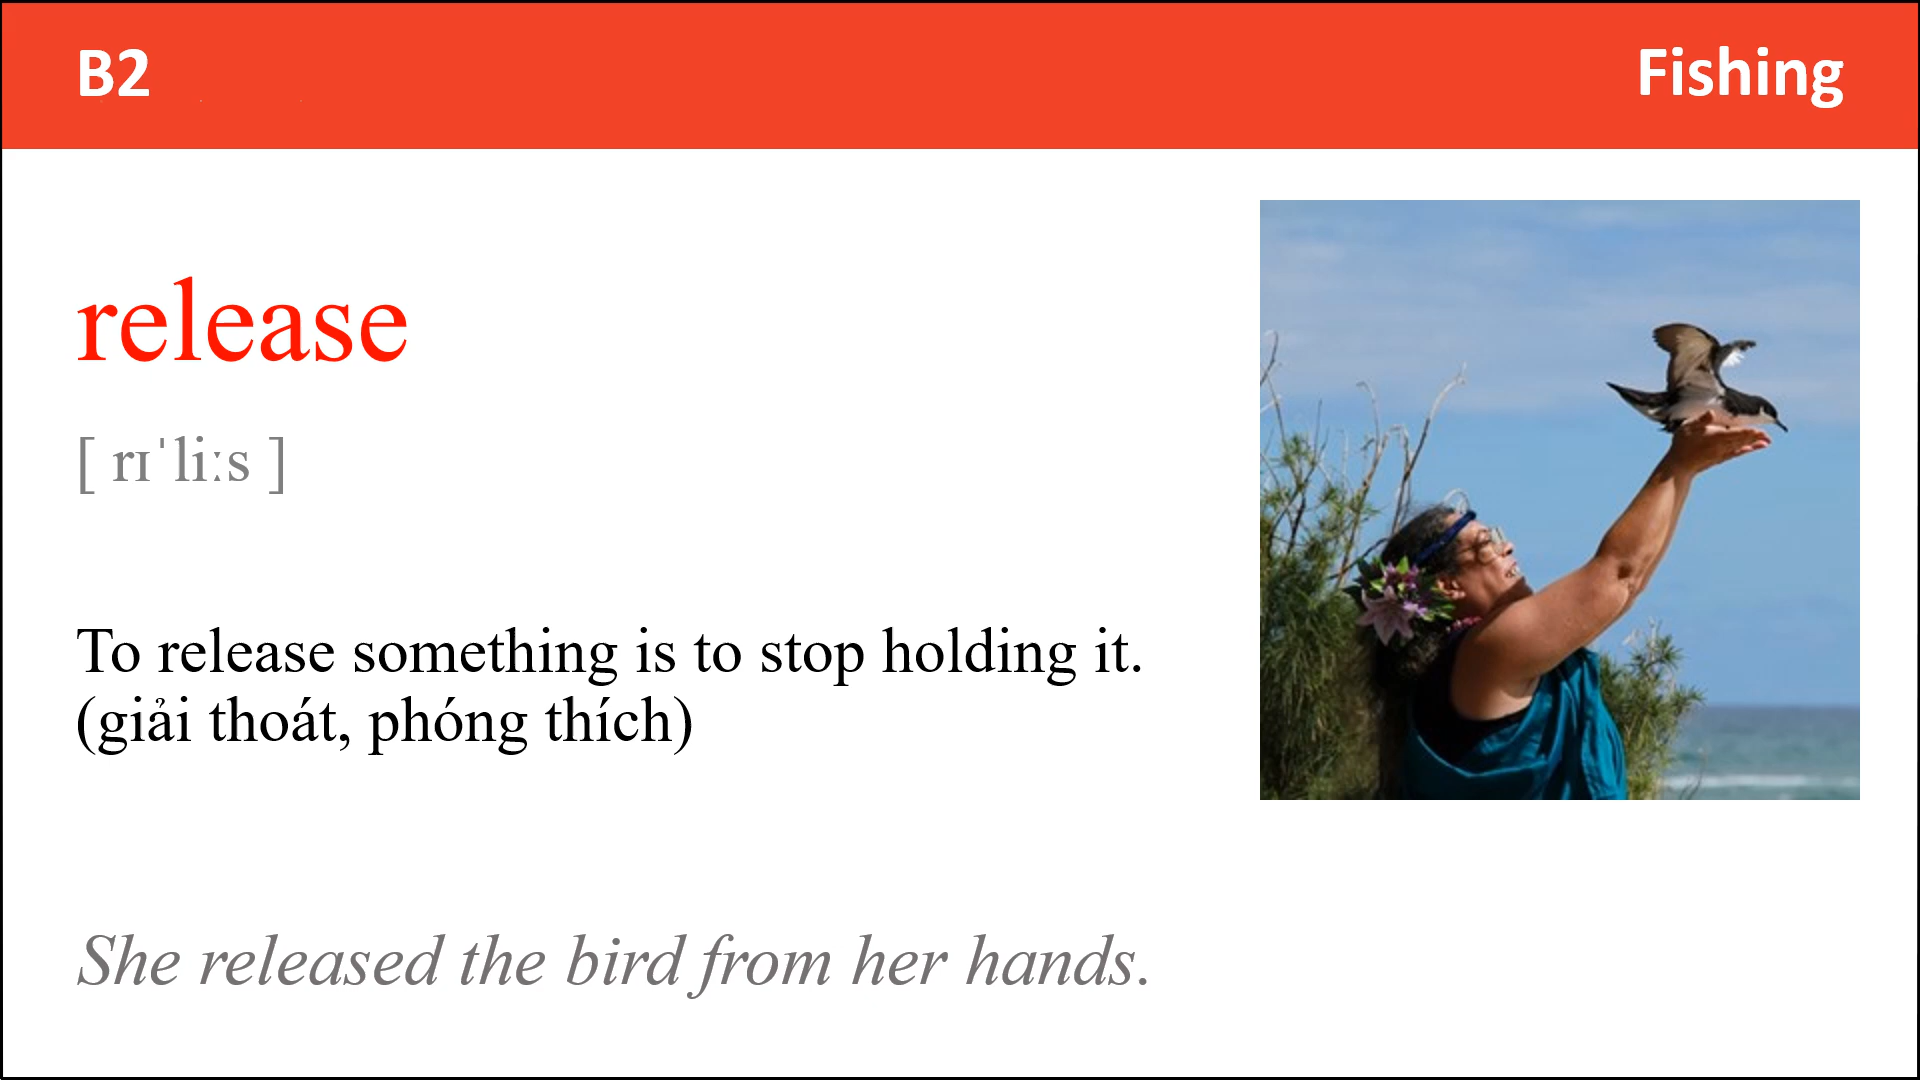 B2
Fishing
release
[ rɪˈliːs ]
To release something is to stop holding it.
(giải thoát, phóng thích)
She released the bird from her hands.